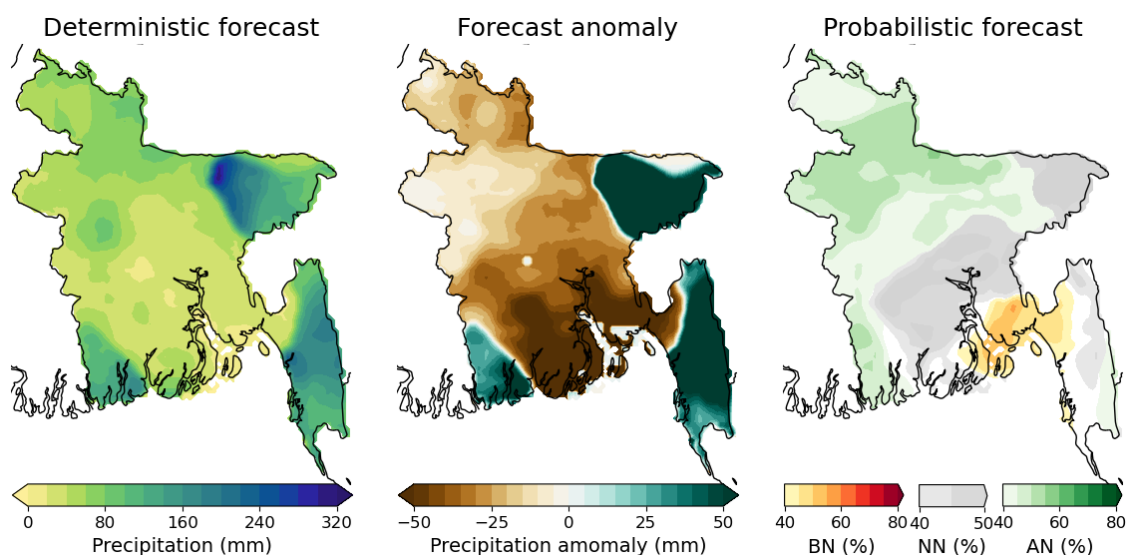 Deterministic forecast
Forecast anomaly
Probabilistic forecast
0 80 160 240 320
Precipitation (mm)
−50 −25 0 25 50
Precipitation amomaly (mm)
40 60 80
BN (%)
40 50
NN (%)
40 60 80
AN (%)